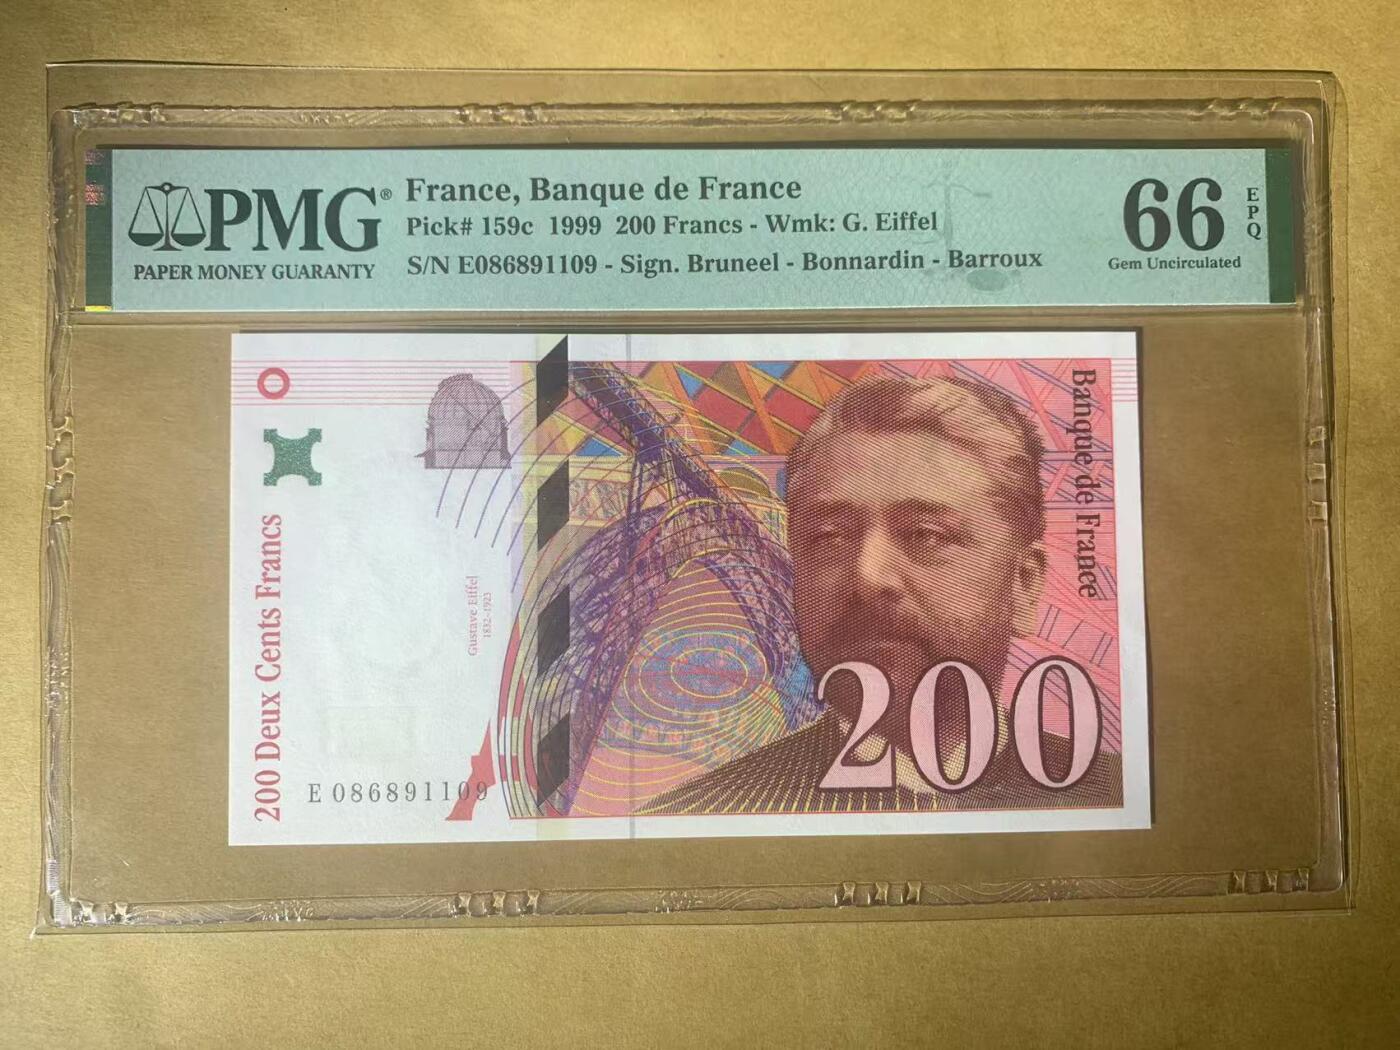 PMG®
PAPER MONEY GUARANTY
France, Banque de France
Pick# 159c 1999 200 Francs - Wmk: G. Eiffel
S/N E086891109 - Sign. Bruneel - Bonnardin - Barroux
66
EPQ
Gem Uncirculated
200 Deux Cents Francs
Gustave Eiffel
1832-1923
Banque de France
E 086891109
200